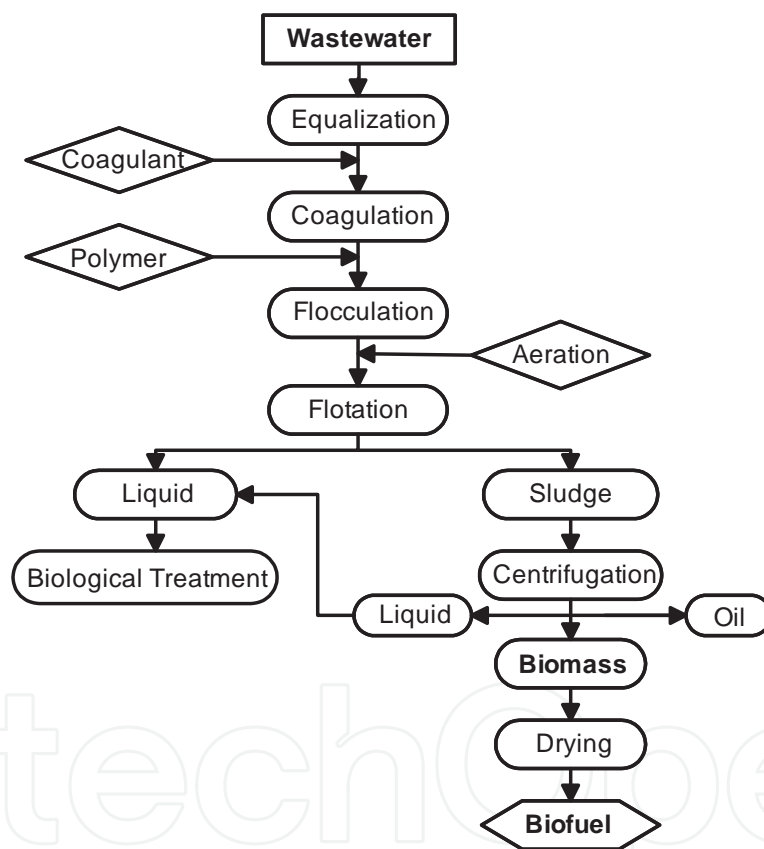 Wastewater
Equalization
Coagulant
Coagulation
Polymer
Flocculation
Aeration
Flotation
Liquid
Sludge
Biological Treatment
Centrifugation
Liquid
Oil
Biomass
Drying
Biofuel